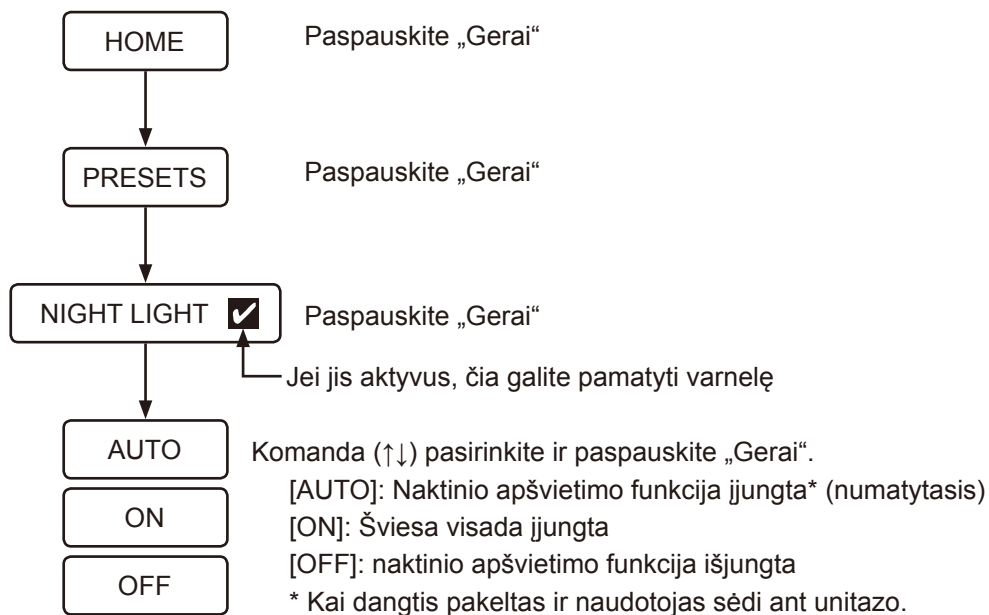 HOME
Paspauskite „Gerai“
PRESETS
Paspauskite „Gerai“
NIGHT LIGHT ✔
Paspauskite „Gerai“
Jei jis aktyvus, čia galite pamatyti varnelę
AUTO
Komanda (↑↓) pasirinkite ir paspauskite „Gerai“.
[AUTO]: Naktinio apšvietimo funkcija įjungta* (numatytasis)
ON
[ON]: Šviesa visada įjungta
[OFF]: naktinio apšvietimo funkcija išjungta
OFF
* Kai dangtis pakeltas ir naudotojas sėdi ant unitazo.